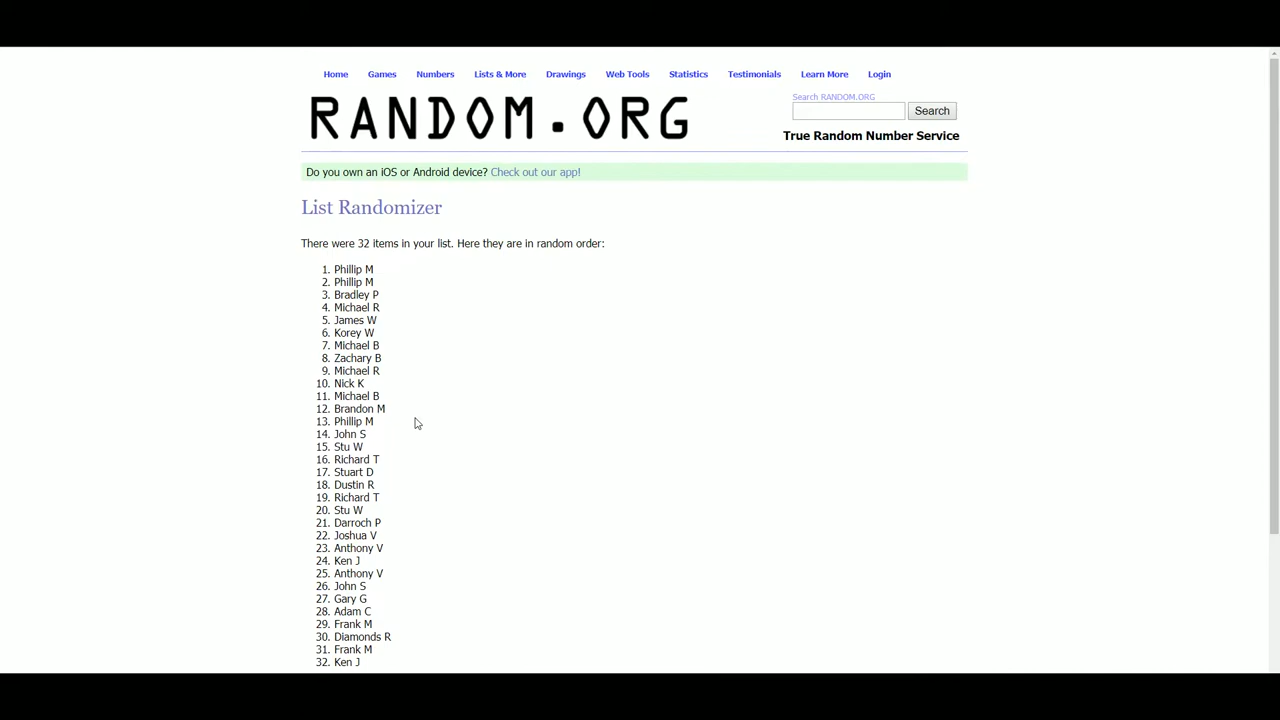 Home Games Numbers Lists & More Drawings Web Tools Statistics Testimonials Learn More Login
RANDOM.ORG
Search RANDOM.ORG
Search
True Random Number Service
Do you own an iOS or Android device? Check out our app!
List Randomizer
There were 32 items in your list. Here they are in random order:
1. Phillip M
2. Phillip M
3. Bradley P
4. Michael R
5. James W
6. Korey W
7. Michael B
8. Zachary B
9. Michael R
10. Nick K
11. Michael B
12. Brandon M
13. Phillip M
14. John S
15. Stu W
16. Richard T
17. Stuart D
18. Dustin R
19. Richard T
20. Stu W
21. Darroch P
22. Joshua V
23. Anthony V
24. Ken J
25. Anthony V
26. John S
27. Gary G
28. Adam C
29. Frank M
30. Diamonds R
31. Frank M
32. Ken J